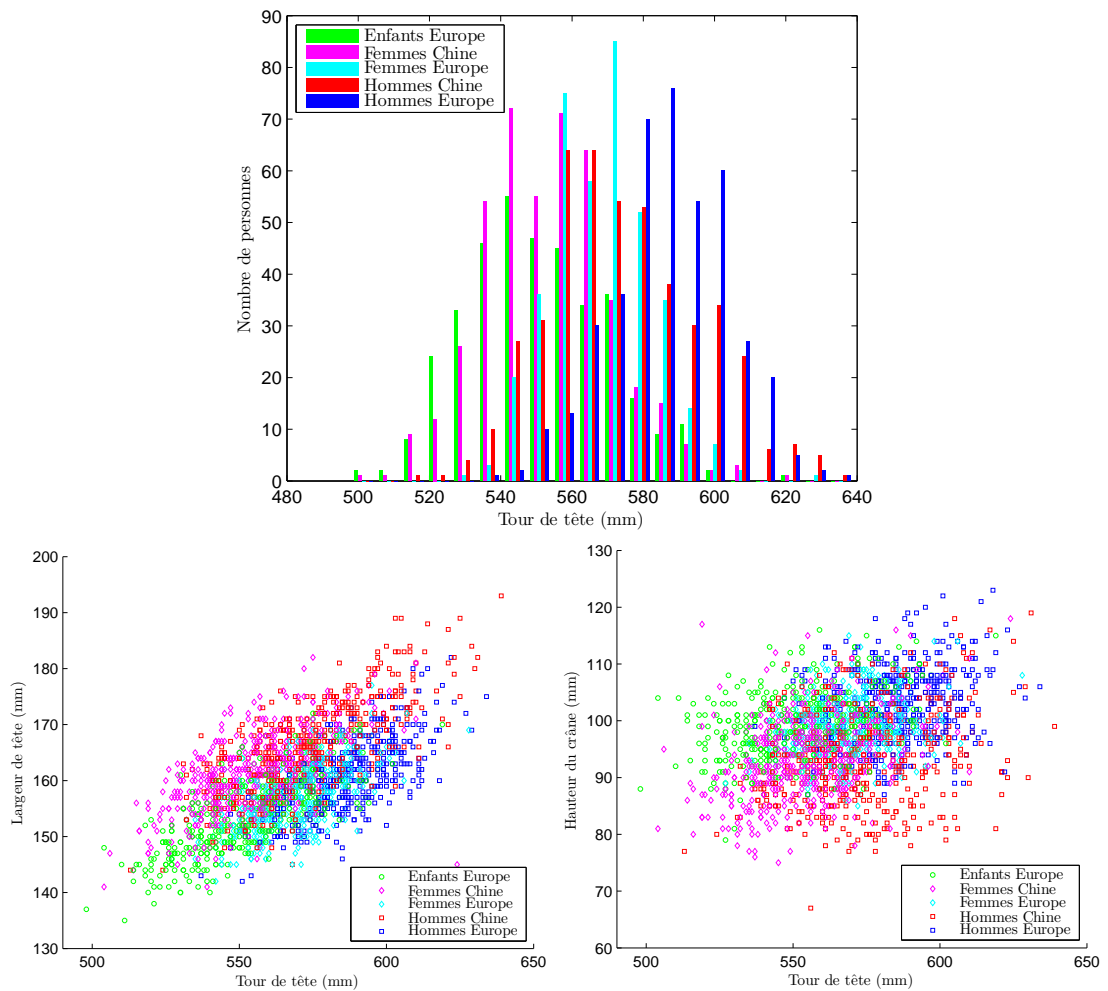 90
80
70
60
50
40
30
20
10
0
Nombre de personnes
Enfants Europe
Femmes Chine
Femmes Europe
Hommes Chine
Hommes Europe
480 500 520 540 560 580 600 620 640
Tour de tête (mm)
200
190
180
170
160
150
140
130
Largeur de tête (mm)
Enfants Europe
Femmes Chine
Femmes Europe
Hommes Chine
Hommes Europe
500 550 600 650
Tour de tête (mm)
130
120
110
100
90
80
70
60
Hauteur du crâne (mm)
Enfants Europe
Femmes Chine
Femmes Europe
Hommes Chine
Hommes Europe
500 550 600 650
Tour de tête (mm)